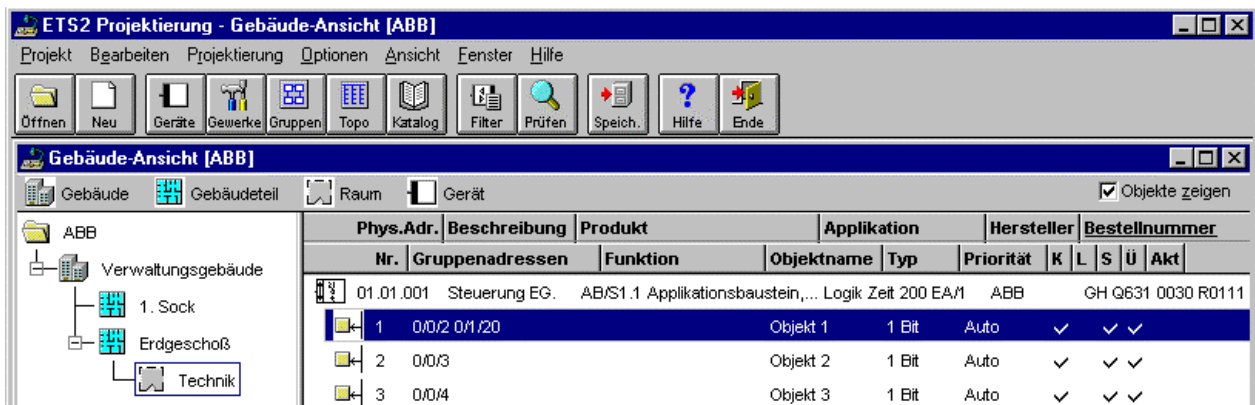 ETS2 Projektierung - Gebäude-Ansicht [ABB]
Projekt Bearbeiten Projektierung Optionen Ansicht Fenster Hilfe
Öffnen Neu Geräte Gewerke Gruppen Topo Katalog Filter Prüfen Speich. Hilfe Ende
Gebäude-Ansicht [ABB]
Gebäude Gebäudeteil Raum Gerät Objekte zeigen
ABB
Verwaltungsgebäude
1. Sock
Erdgeschoß
Technik
Phys.Adr. Beschreibung Produkt Applikation Hersteller Bestellnummer
Nr. Gruppenadressen Funktion Objektname Typ Priorität K L S Ü Akt
01.01.001 Steuerung EG. AB/S1.1 Applikationsbaustein,... Logik Zeit 200 EA/1 ABB GH Q631 0030 R0111
1 0/0/2 0/1/20 Objekt 1 1 Bit Auto
2 0/0/3 Objekt 2 1 Bit Auto
3 0/0/4 Objekt 3 1 Bit Auto